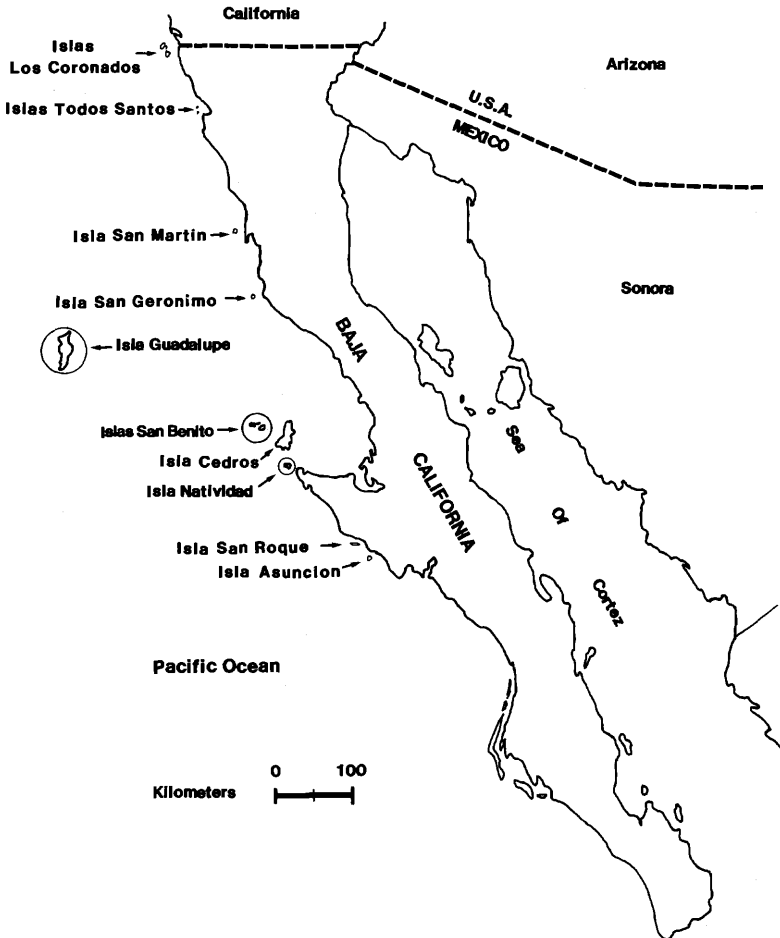 California
Islas
Los Coronados
Arizona
U.S.A.
MEXICO
Islas Todos Santos
Isla San Martin
Sonora
Isla San Geronimo
BAJA
Isla Guadalupe
Islas San Benito
Isla Cedros
Isla Natividad
Sea
Of
Cortez
CALIFORNIA
Isla San Roque
Isla Asuncion
Pacific Ocean
0 100
Kilometers